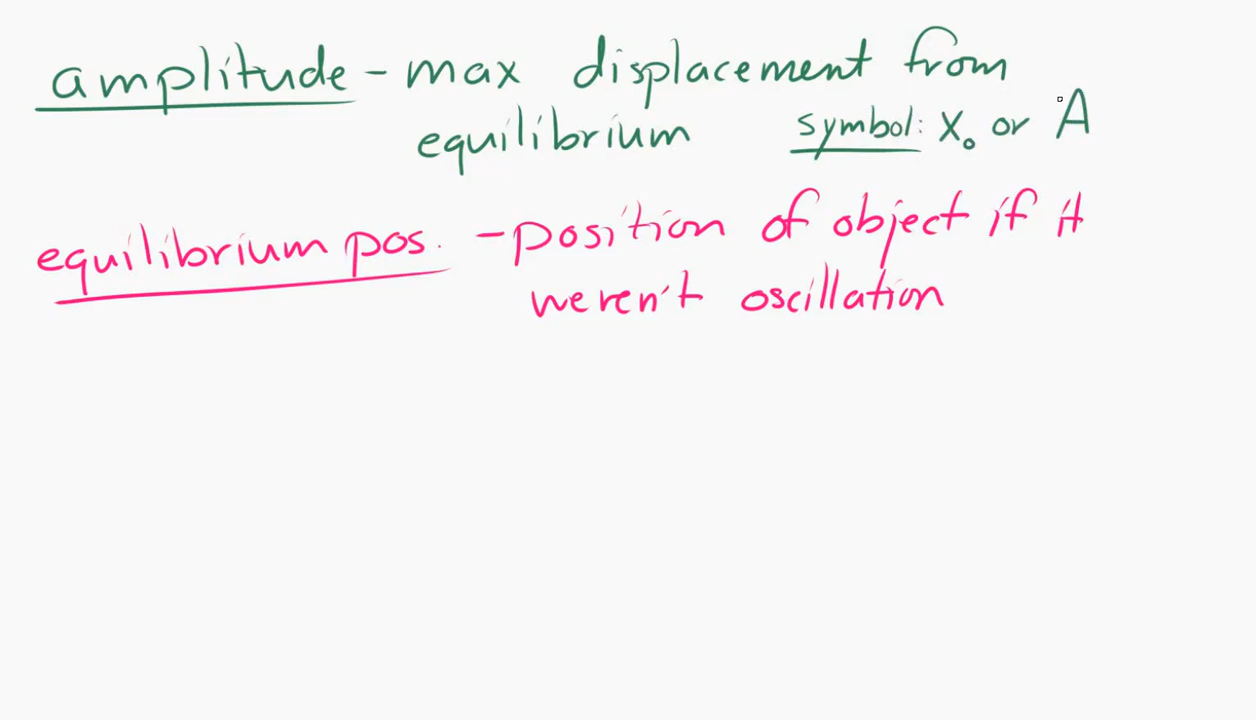 amplitude - max displacement from
equilibrium symbol: x₀ or A
equilibrium pos. - position of object if it
weren't oscillation